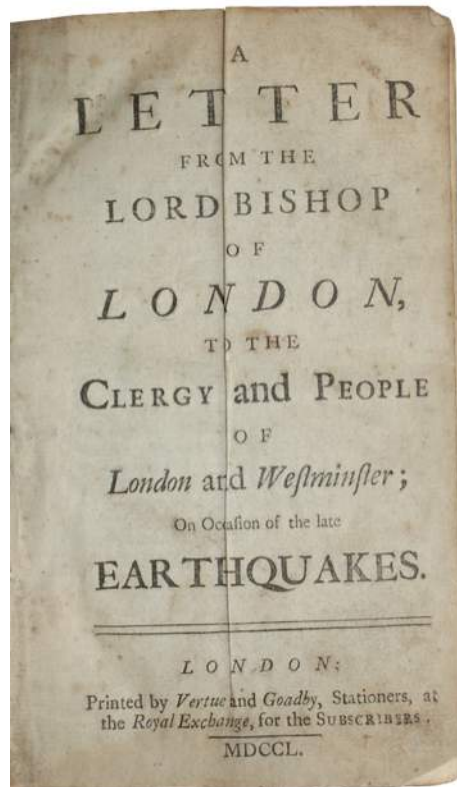 A
LETTER
FROM THE
LORD BISHOP
OF
LONDON,
TO THE
CLERGY and PEOPLE
OF
London and Weſtminſter;
On Occaſion of the late
EARTHQUAKES.
LONDON:
Printed by Vertue and Goadby, Stationers, at
the Royal Exchange, for the SUBSCRIBERS.
MDCCL.